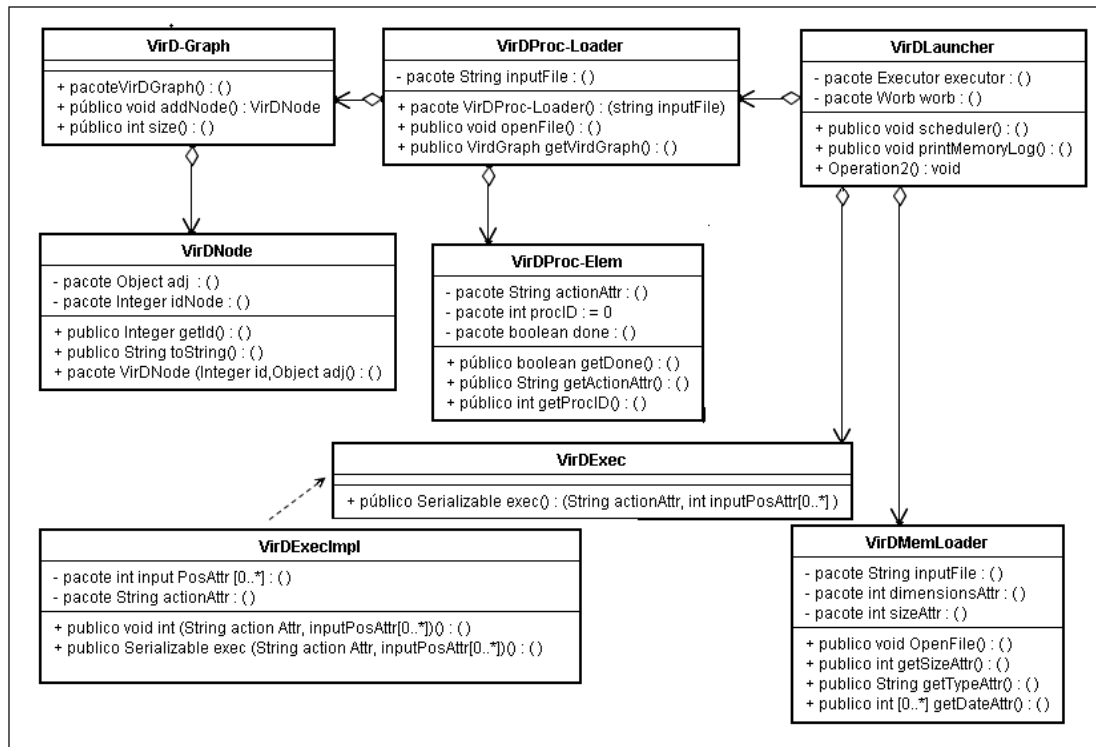 VirD-Graph
+ pacoteVirDGraph() : ( )
+ público void addNode() : VirDNode
+ público int size() : ( )
VirDProc-Loader
- pacote String inputFile : ( )
+ pacote VirDProc-Loader() : (string inputFile)
+ publico void openFile() : ( )
+ publico VirdGraph getVirdGraph() : ( )
VirDLauncher
- pacote Executor executor : ( )
- pacote Worb worb : ( )
+ publico void scheduler() : ( )
+ publico void printMemoryLog() : ( )
+ Operation2() : void
VirDNode
- pacote Object adj : ( )
- pacote Integer idNode : ( )
+ publico Integer getId() : ( )
+ publico String toString() : ( )
+ pacote VirDNode (Integer id,Object adj() : ( )
VirDProc-Elem
- pacote String actionAttr : ( )
- pacote int procID : = 0
- pacote boolean done : ( )
+ público boolean getDone() : ( )
+ público String getActionAttr() : ( )
+ público int getProcID() : ( )
VirDExec
+ público Serializable exec() : (String actionAttr, int inputPosAttr[0..*] )
VirDExecImpl
- pacote int input PosAttr [0..*] : ( )
- pacote String actionAttr : ( )
+ publico void int (String action Attr, inputPosAttr[0..*])() : ( )
+ publico Serializable exec (String action Attr, inputPosAttr[0..*])() : ( )
VirDMemLoader
- pacote String inputFile : ( )
- pacote int dimensionsAttr : ( )
- pacote int sizeAttr : ( )
+ publico void OpenFile() : ( )
+ publico int getSizeAttr() : ( )
+ publico String getTypeAttr() : ( )
+ publico int [0..*] getDateAttr() : ( )